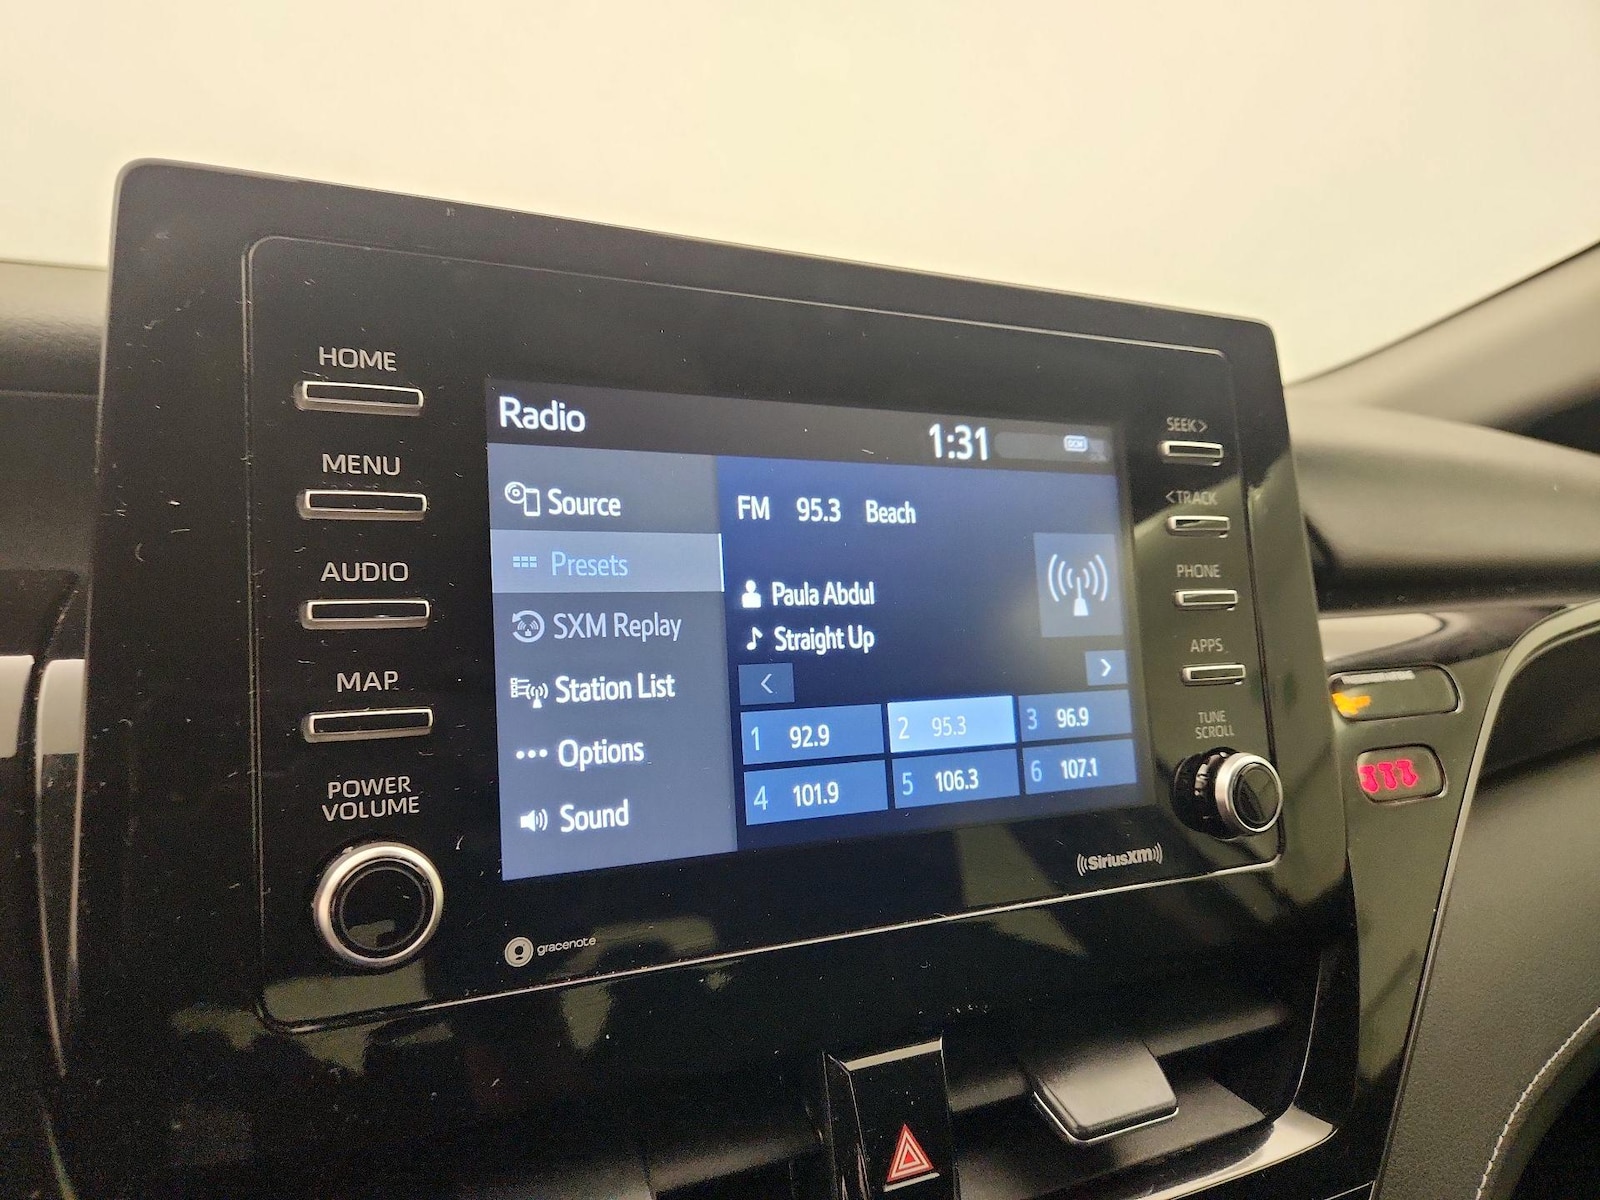 HOME
MENU
AUDIO
MAP
POWER
VOLUME
Radio
1:31
DCM
Source
Presets
SXM Replay
Station List
Options
Sound
FM 95.3 Beach
Paula Abdul
Straight Up
< >
1 92.9 2 95.3 3 96.9
4 101.9 5 106.3 6 107.1
SEEK >
< TRACK
PHONE
APPS
TUNE
SCROLL
gracenote
SiriusXM